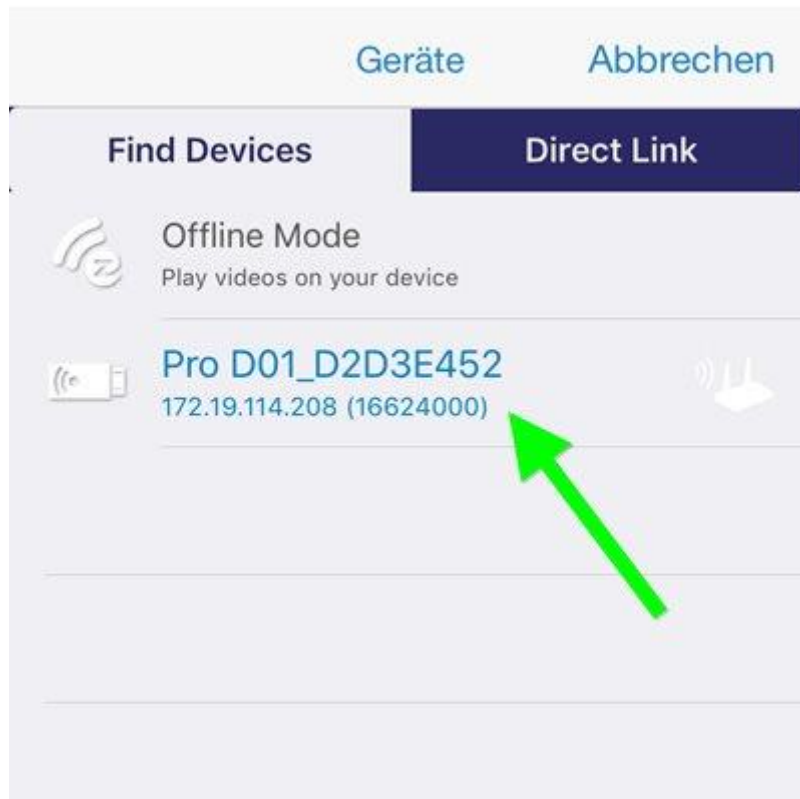 Geräte Abbrechen
Find Devices Direct Link
Offline Mode
Play videos on your device
Pro D01_D2D3E452
172.19.114.208 (16624000)